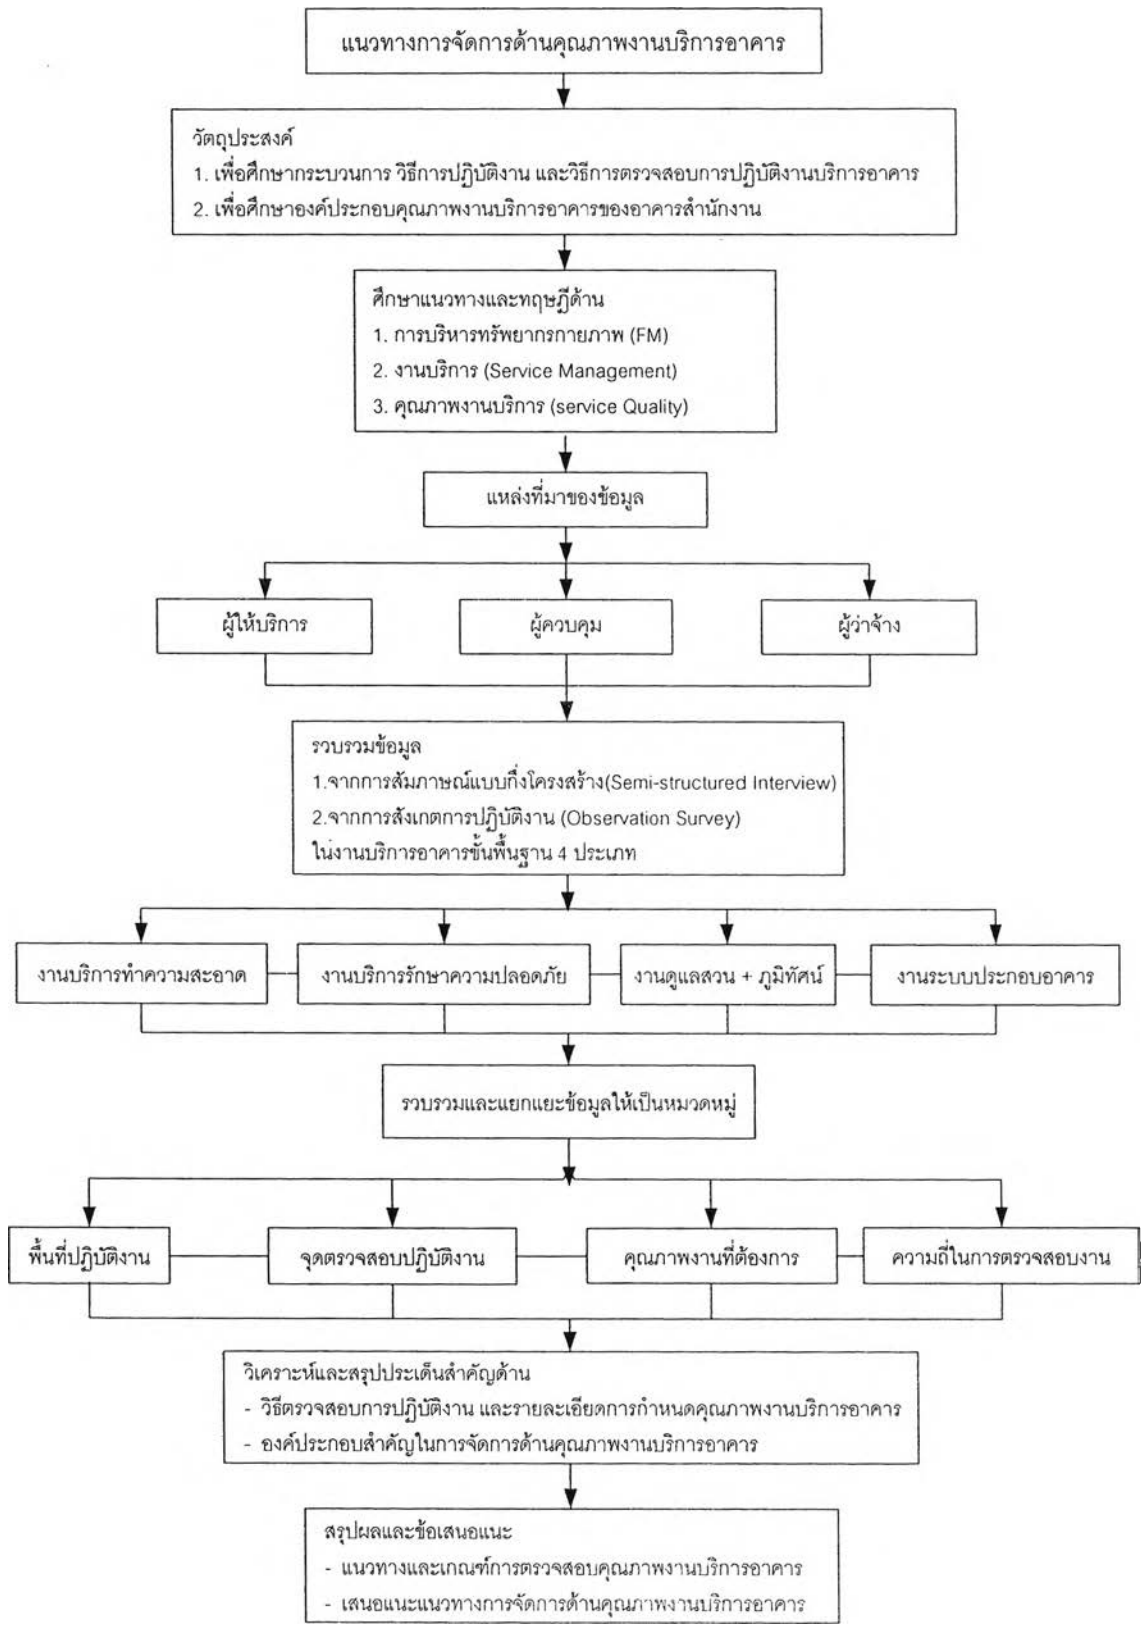 แนวทางการจัดการด้านคุณภาพงานบริการอาคาร
วัตถุประสงค์
1. เพื่อศึกษากระบวนการ วิธีการปฏิบัติงาน และวิธีการตรวจสอบการปฏิบัติงานบริการอาคาร
2. เพื่อศึกษาองค์ประกอบคุณภาพงานบริการอาคารของอาคารสำนักงาน
ศึกษาแนวทางและทฤษฎีด้าน
1. การบริหารทรัพยากรกายภาพ (FM)
2. งานบริการ (Service Management)
3. คุณภาพงานบริการ (service Quality)
แหล่งที่มาของข้อมูล
ผู้ให้บริการ
ผู้ควบคุม
ผู้ว่าจ้าง
รวบรวมข้อมูล
1.จากการสัมภาษณ์แบบกึ่งโครงสร้าง(Semi-structured Interview)
2.จากการสังเกตการปฏิบัติงาน (Observation Survey)
ในงานบริการอาคารขั้นพื้นฐาน 4 ประเภท
งานบริการทำความสะอาด
งานบริการรักษาความปลอดภัย
งานดูแลสวน + ภูมิทัศน์
งานระบบประกอบอาคาร
รวบรวมและแยกแยะข้อมูลให้เป็นหมวดหมู่
พื้นที่ปฏิบัติงาน
จุดตรวจสอบปฏิบัติงาน
คุณภาพงานที่ต้องการ
ความถี่ในการตรวจสอบงาน
วิเคราะห์และสรุปประเด็นสำคัญด้าน
- วิธีตรวจสอบการปฏิบัติงาน และรายละเอียดการกำหนดคุณภาพงานบริการอาคาร
- องค์ประกอบสำคัญในการจัดการด้านคุณภาพงานบริการอาคาร
สรุปผลและข้อเสนอแนะ
- แนวทางและเกณฑ์การตรวจสอบคุณภาพงานบริการอาคาร
- เสนอแนะแนวทางการจัดการด้านคุณภาพงานบริการอาคาร